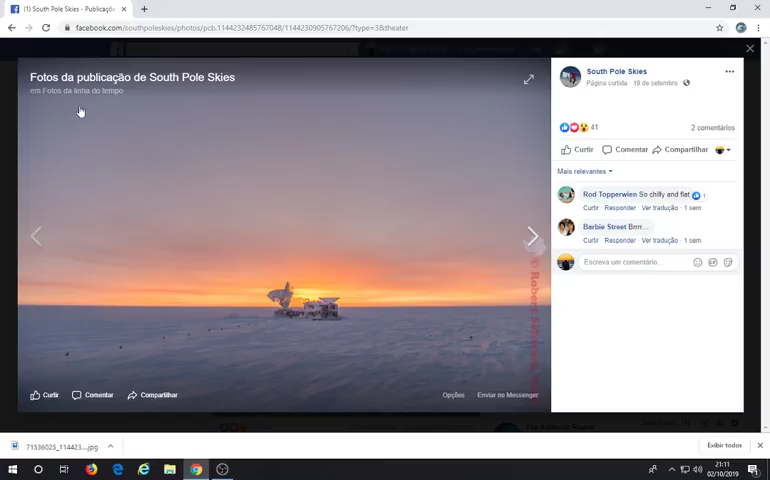 (1) South Pole Skies - Publicaçõe
facebook.com/southpoleskies/photos/pcb.1144232485767048/1144230905767206/?type=3&theater
Fotos da publicação de South Pole Skies
em Fotos da linha do tempo
South Pole Skies
Página curtida · 19 de setembro ·
41
2 comentários
Curtir Comentar Compartilhar
Mais relevantes
Rod Topperwien So chilly and flat 1
Curtir · Responder · Ver tradução · 1 sem
Barbie Street Brrr...
Curtir · Responder · Ver tradução · 1 sem
Escreva um comentário...
© Robert Schwarz
Curtir Comentar Compartilhar Opções Enviar no Messenger
71536025_114423....jpg
Exibir todos
21:11
02/10/2019